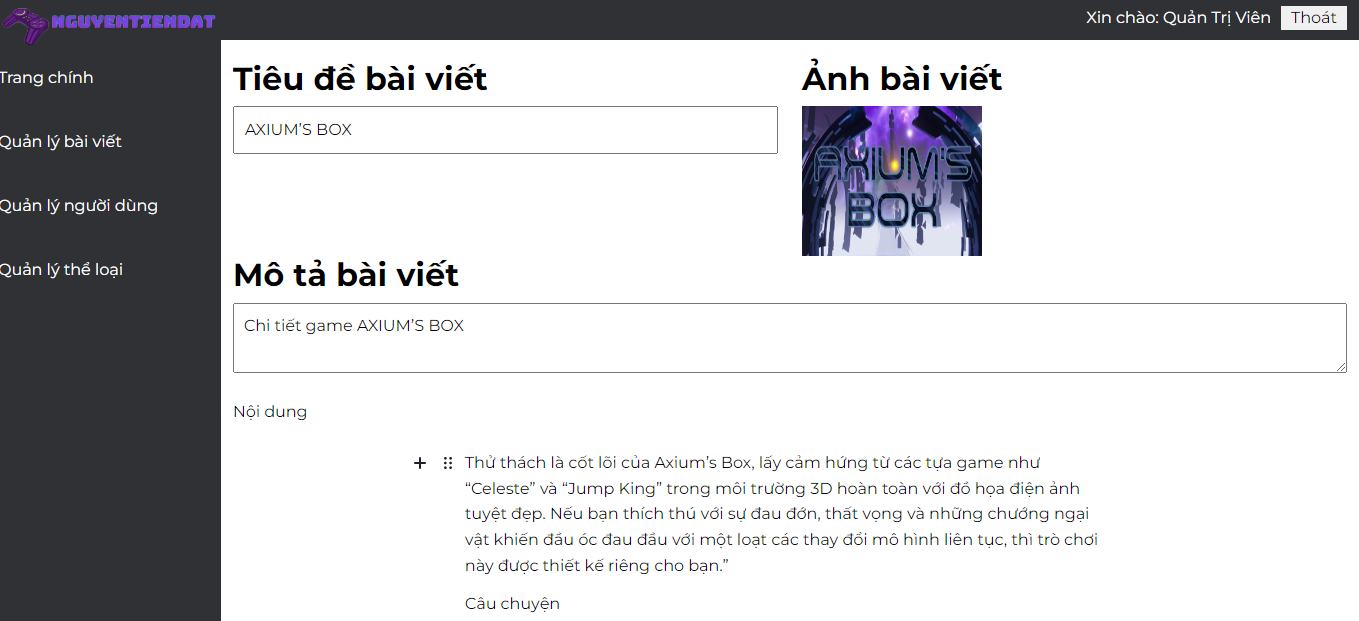 NGUYENTIENDAT
Xin chào: Quản Trị Viên
Thoát
Trang chính
Quản lý bài viết
Quản lý người dùng
Quản lý thể loại
Tiêu đề bài viết
AXIUM’S BOX
Ảnh bài viết
AXIUM'S
BOX
Mô tả bài viết
Chi tiết game AXIUM’S BOX
Nội dung
Thử thách là cốt lõi của Axium’s Box, lấy cảm hứng từ các tựa game như
“Celeste” và “Jump King” trong môi trường 3D hoàn toàn với đồ họa điện ảnh
tuyệt đẹp. Nếu bạn thích thú với sự đau đớn, thất vọng và những chướng ngại
vật khiến đầu óc đau đầu với một loạt các thay đổi mô hình liên tục, thì trò chơi
này được thiết kế riêng cho bạn.”
Câu chuyện